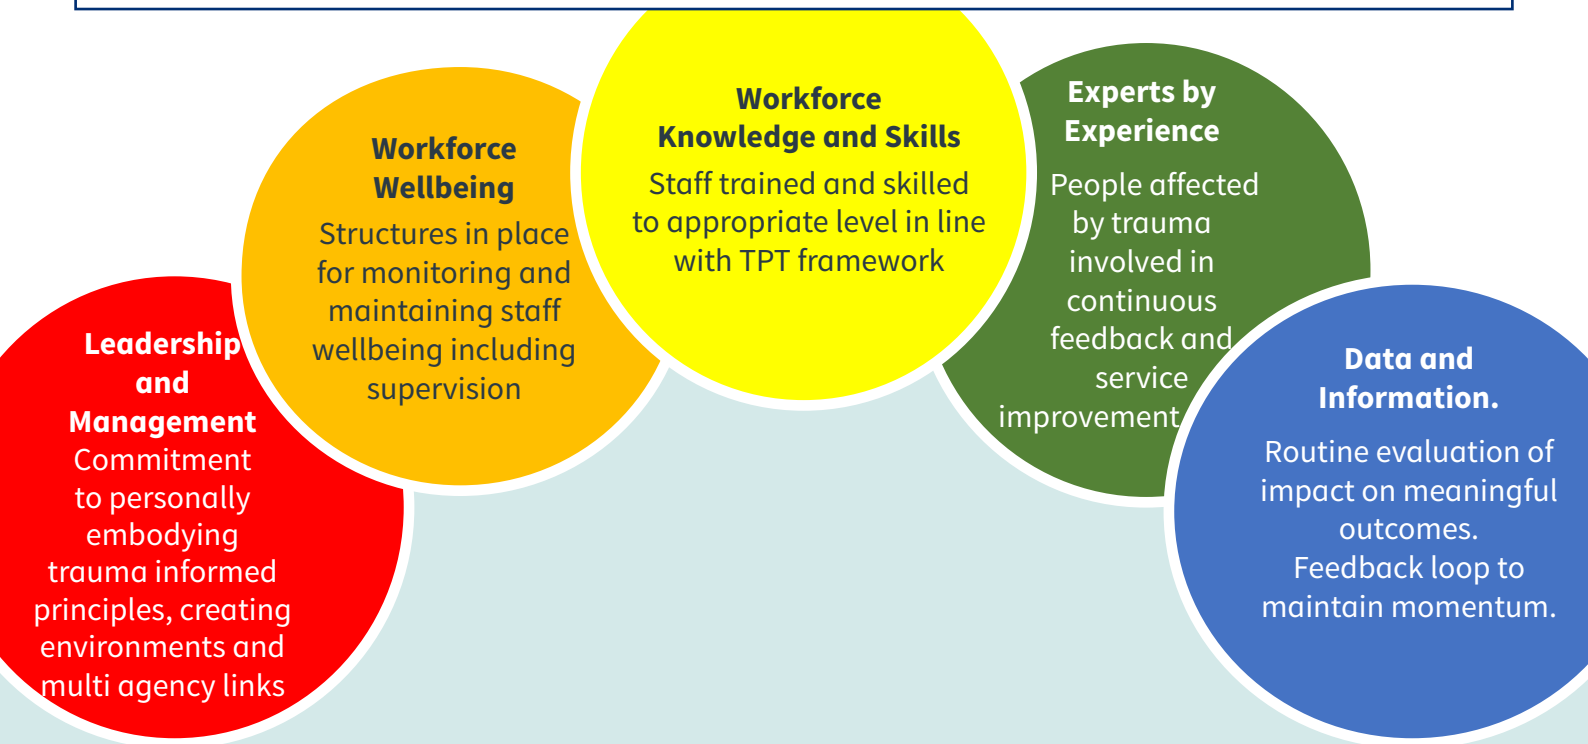 Leadership
and
Management
Commitment
to personally
embodying
trauma informed
principles, creating
environments and
multi agency links
Workforce
Wellbeing
Structures in place
for monitoring and
maintaining staff
wellbeing including
supervision
Workforce
Knowledge and Skills
Staff trained and skilled
to appropriate level in line
with TPT framework
Experts by
Experience
People affected
by trauma
involved in
continuous
feedback and
service
improvement
Data and
Information.
Routine evaluation of
impact on meaningful
outcomes.
Feedback loop to
maintain momentum.